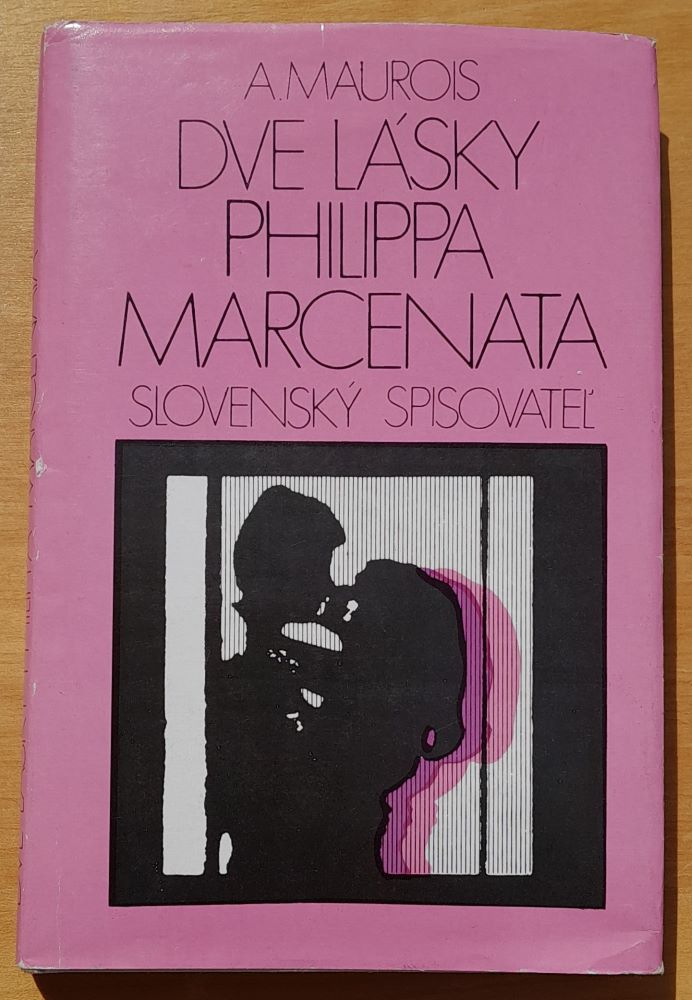 A. MAUROIS
DVE LÁSKY
PHILIPPA
MARCENATA
SLOVENSKÝ SPISOVATEĽ